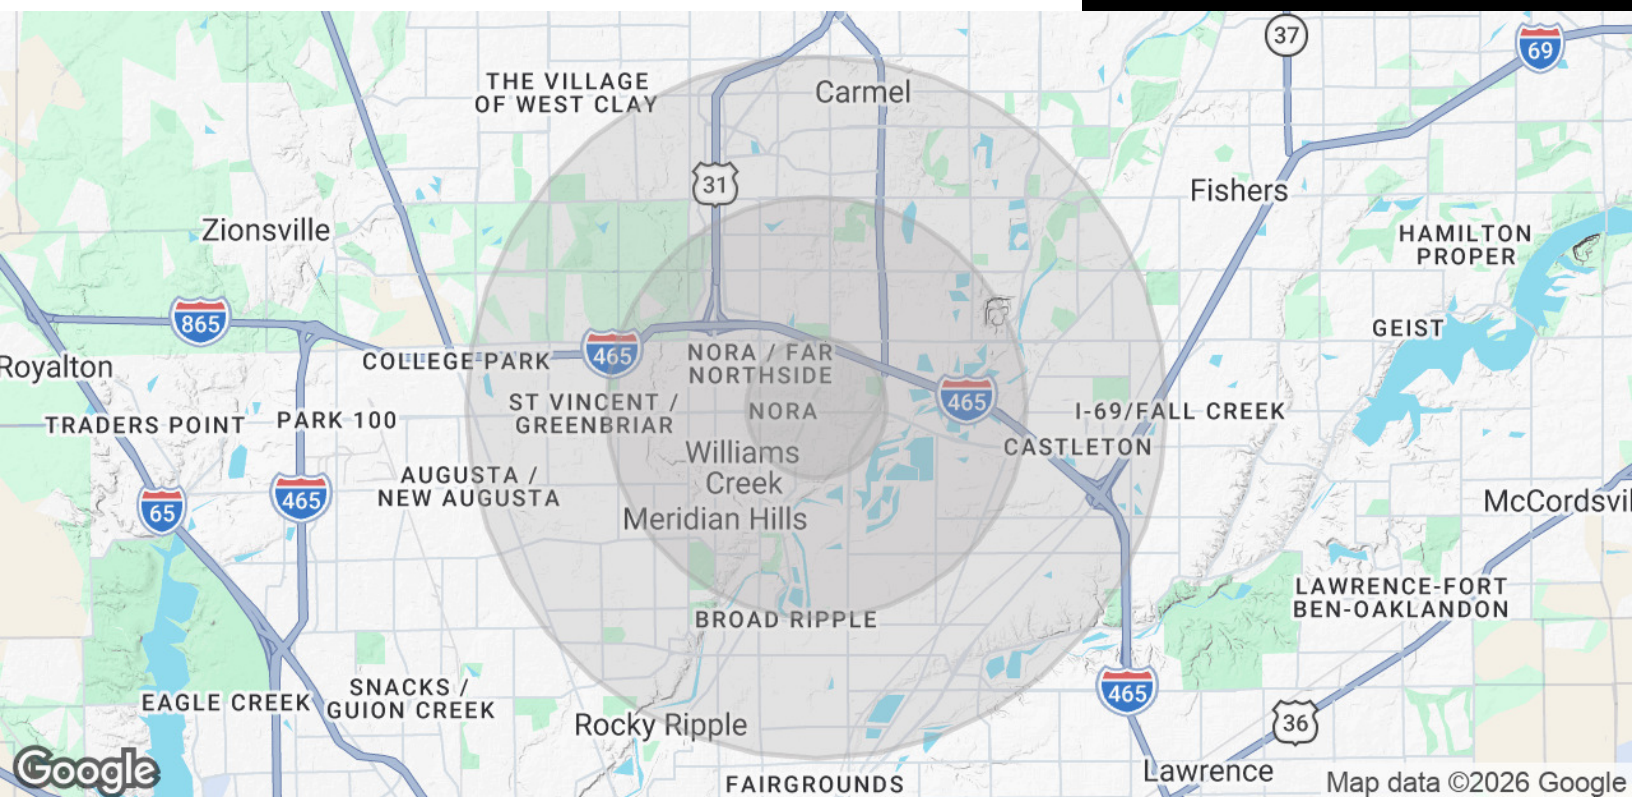 37
69
THE VILLAGE
OF WEST CLAY
Carmel
31
Fishers
Zionsville
HAMILTON
PROPER
865
GEIST
465
NORA / FAR
NORTHSIDE
COLLEGE PARK
Royalton
465
ST VINCENT /
GREENBRIAR
NORA
I-69/FALL CREEK
TRADERS POINT
PARK 100
CASTLETON
Williams
Creek
AUGUSTA /
NEW AUGUSTA
465
65
McCordsvil
Meridian Hills
LAWRENCE-FORT
BEN-OAKLANDON
BROAD RIPPLE
SNACKS /
GUION CREEK
EAGLE CREEK
465
Rocky Ripple
36
Lawrence
FAIRGROUNDS
Google
Map data ©2026 Google